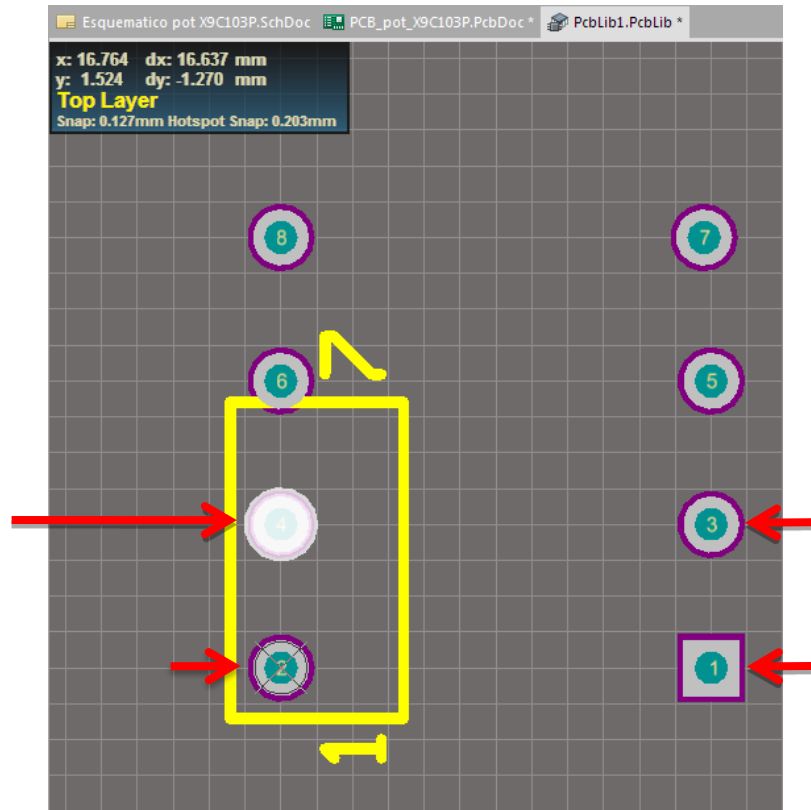 Esquematico pot X9C103P.SchDoc PCB_pot_X9C103P.PcbDoc * PcbLib1.PcbLib *
x: 16.764 dx: 16.637 mm
y: 1.524 dy: -1.270 mm
Top Layer
Snap: 0.127mm Hotspot Snap: 0.203mm
8 7
6 5
4 3
2 1
1